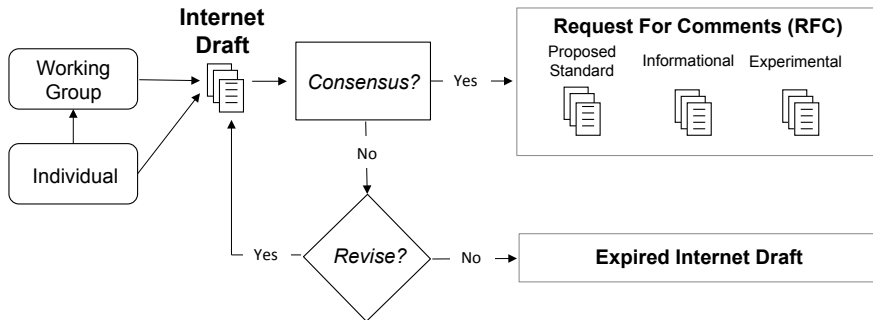 Internet
Draft
Working
Group
Individual
Consensus?
Yes
Request For Comments (RFC)
Proposed
Standard
Informational
Experimental
No
Revise?
Yes
No
Expired Internet Draft